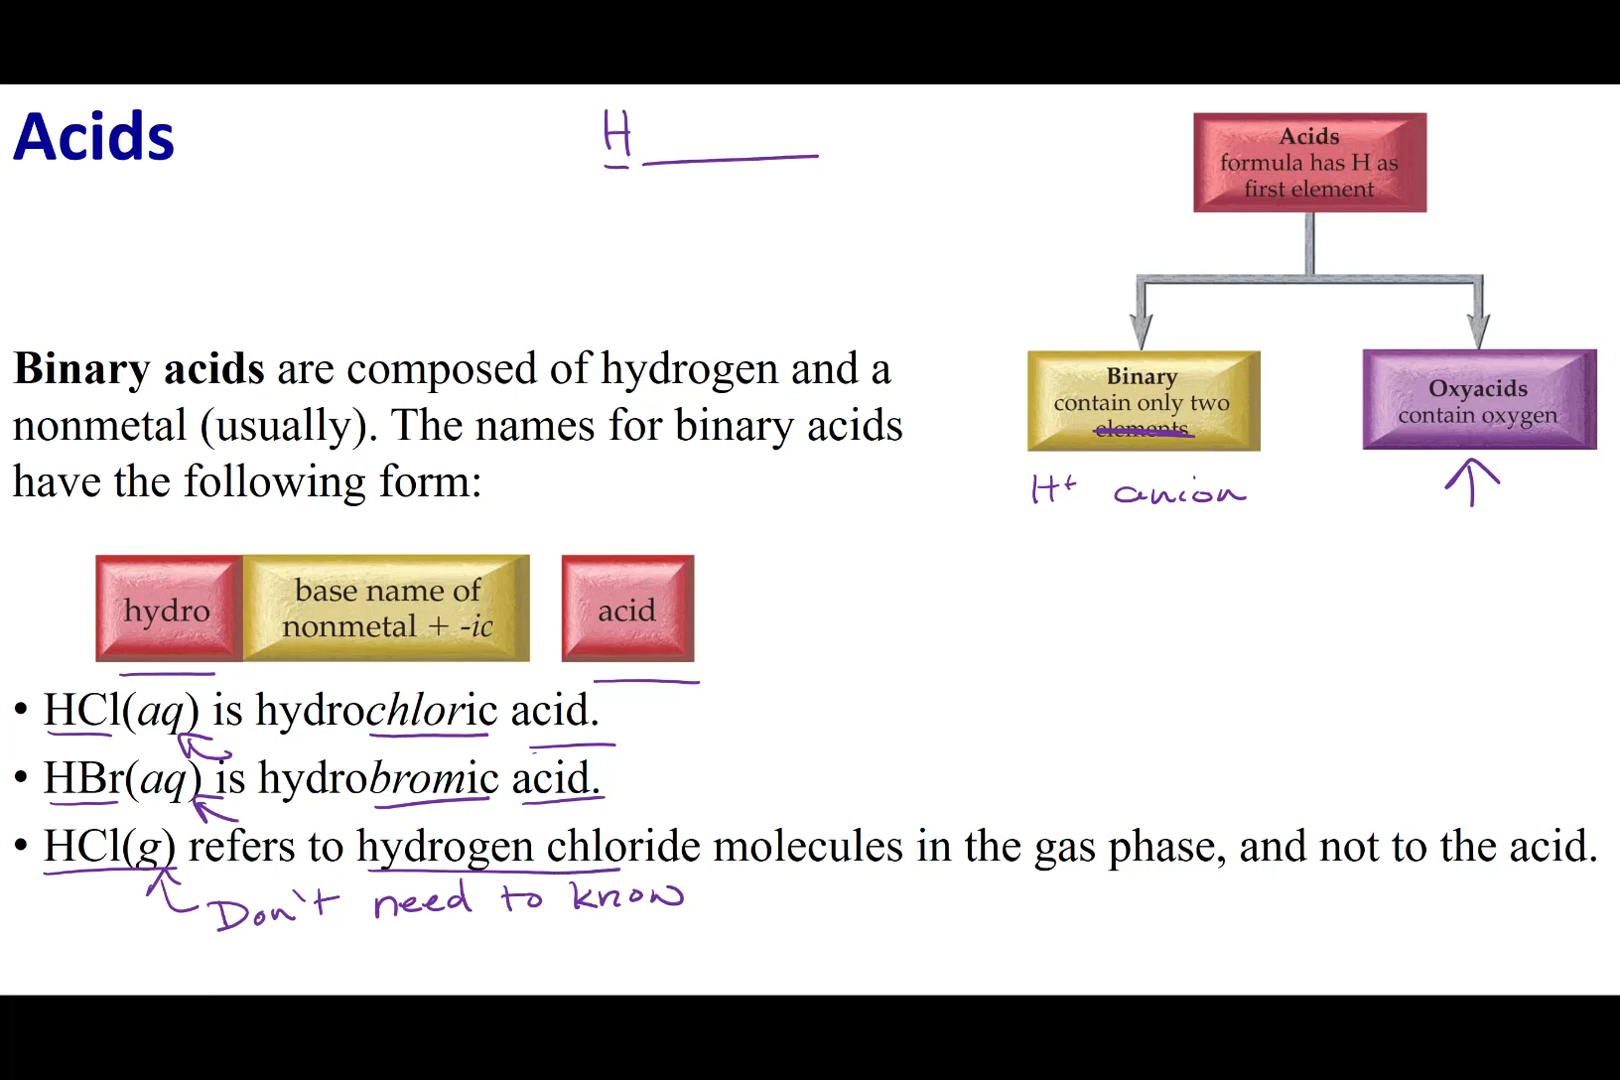 Acids
H
Acids
formula has H as
first element
Binary
contain only two
elements
Oxyacids
contain oxygen
H+ anion
Binary acids are composed of hydrogen and a
nonmetal (usually). The names for binary acids
have the following form:
hydro
base name of
nonmetal + -ic
acid
• HCl(aq) is hydrochloric acid.
• HBr(aq) is hydrobromic acid.
• HCl(g) refers to hydrogen chloride molecules in the gas phase, and not to the acid.
Don't need to know